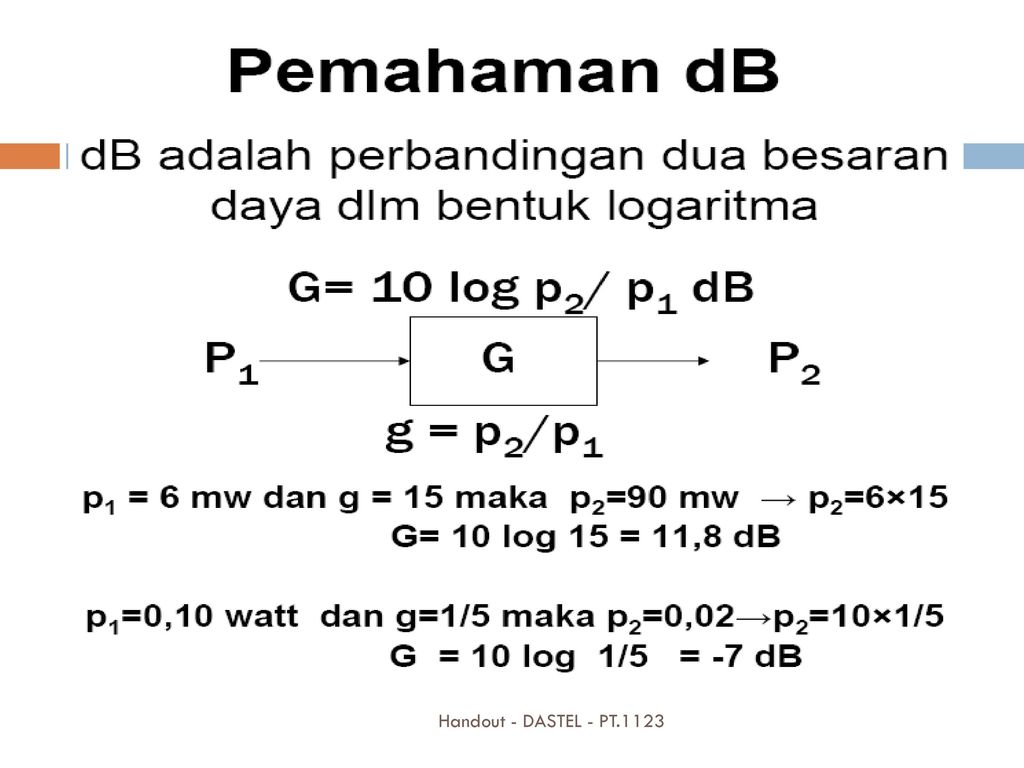 Pemahaman dB
dB adalah perbandingan dua besaran
daya dlm bentuk logaritma
G= 10 log p₂/ p₁ dB
P₁ G P₂
g = p₂/p₁
p₁ = 6 mw dan g = 15 maka p₂=90 mw → p₂=6×15
G= 10 log 15 = 11,8 dB
p₁=0,10 watt dan g=1/5 maka p₂=0,02→p₂=10×1/5
G = 10 log 1/5 = -7 dB
Handout - DASTEL - PT.1123